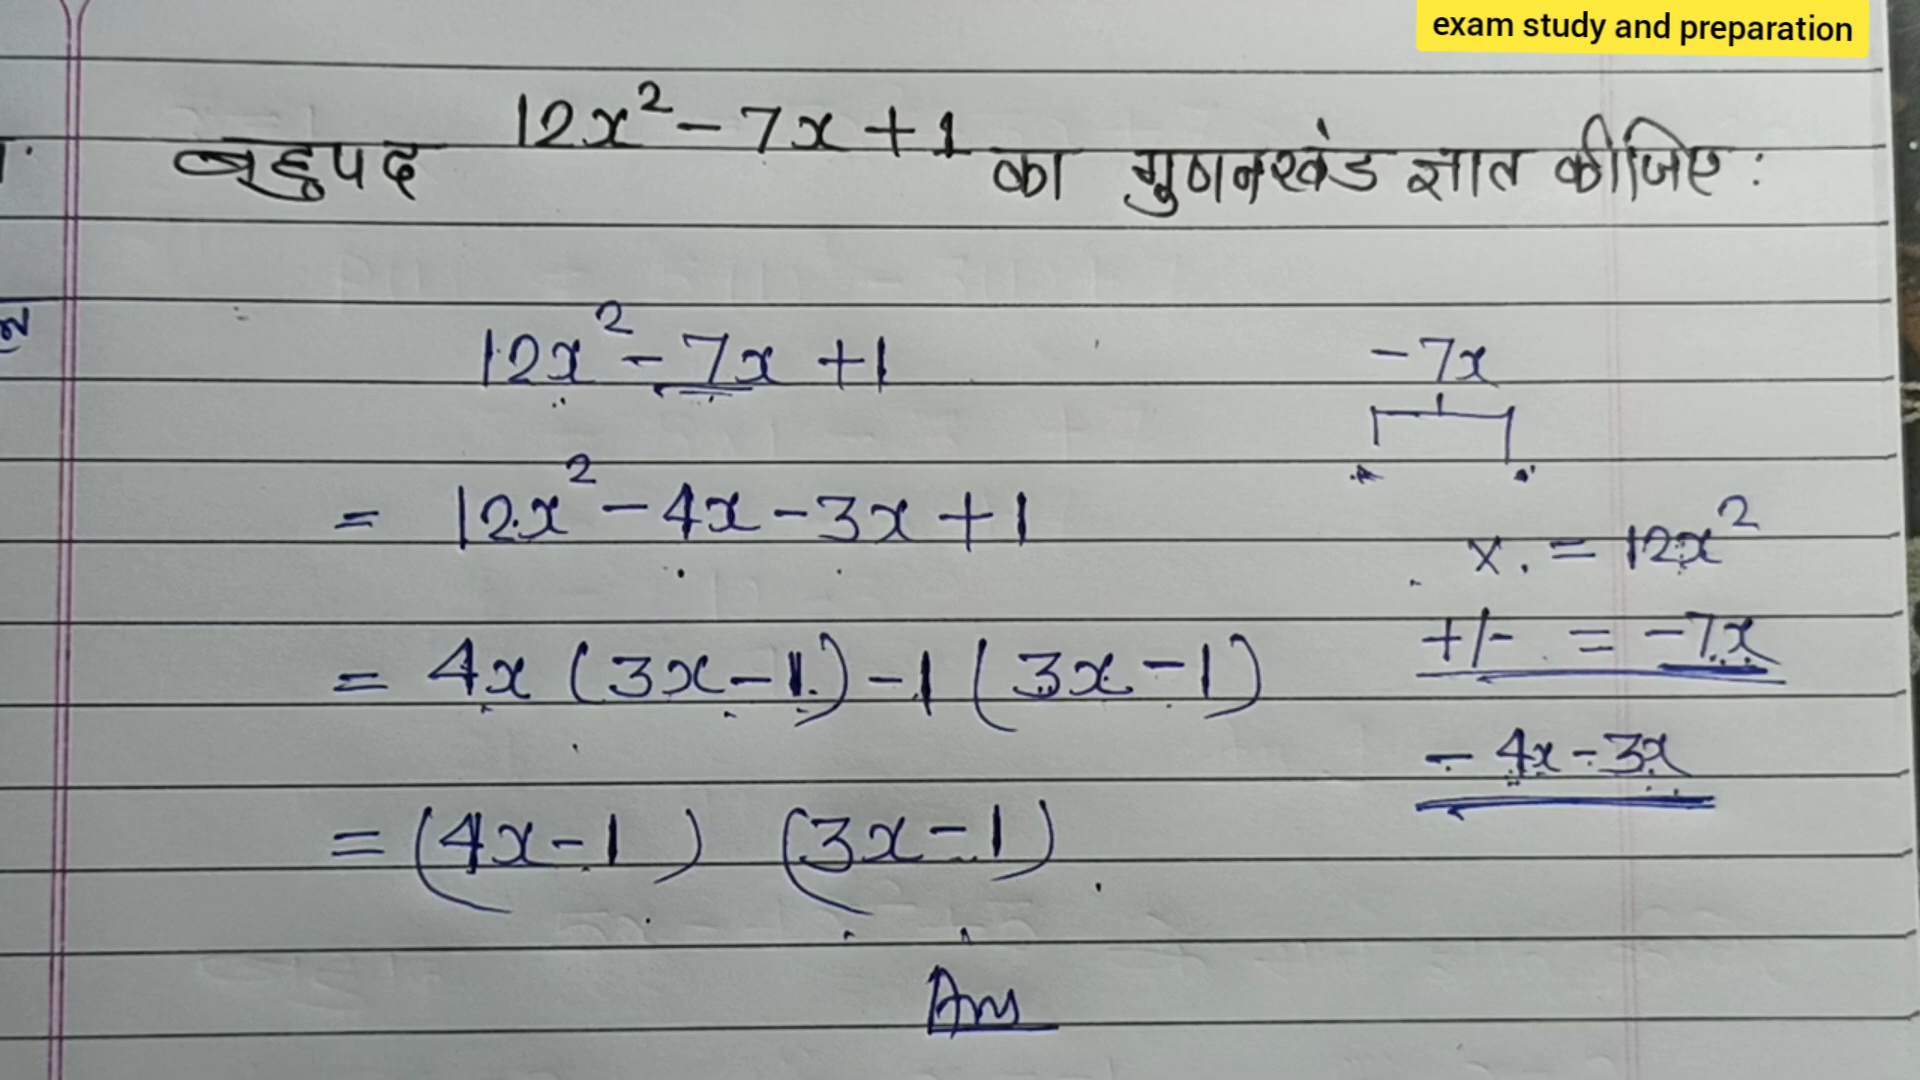 exam study and preparation
बहुपद 12x² - 7x + 1 का गुणनखंड ज्ञात कीजिए :
12x² - 7x + 1
- 7x
= 12x² - 4x - 3x + 1
x . = 12x²
= 4x (3x - 1) - 1 (3x - 1)
+/- = - 7x
- 4x - 3x
= (4x - 1) (3x - 1)
Ans